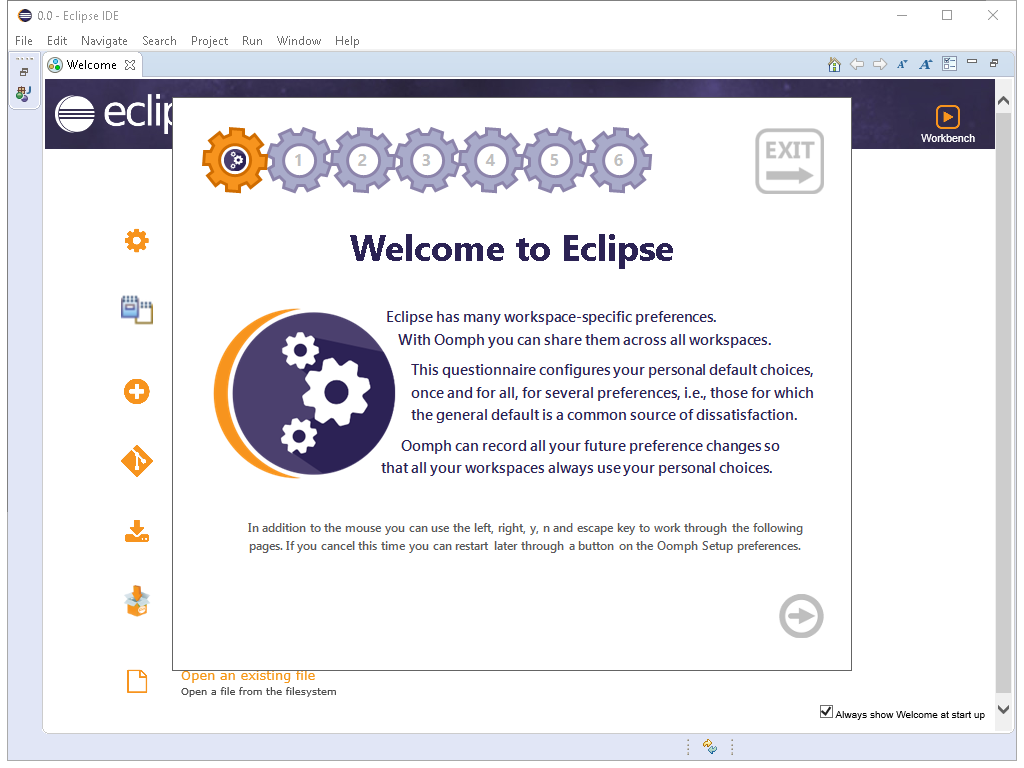 0.0 - Eclipse IDE
File Edit Navigate Search Project Run Window Help
Welcome
Workbench
1 2 3 4 5 6
EXIT
Welcome to Eclipse
Eclipse has many workspace-specific preferences.
With Oomph you can share them across all workspaces.
This questionnaire configures your personal default choices,
once and for all, for several preferences, i.e., those for which
the general default is a common source of dissatisfaction.
Oomph can record all your future preference changes so
that all your workspaces always use your personal choices.
In addition to the mouse you can use the left, right, y, n and escape key to work through the following
pages. If you cancel this time you can restart later through a button on the Oomph Setup preferences.
Open an existing file
Open a file from the filesystem
Always show Welcome at start up